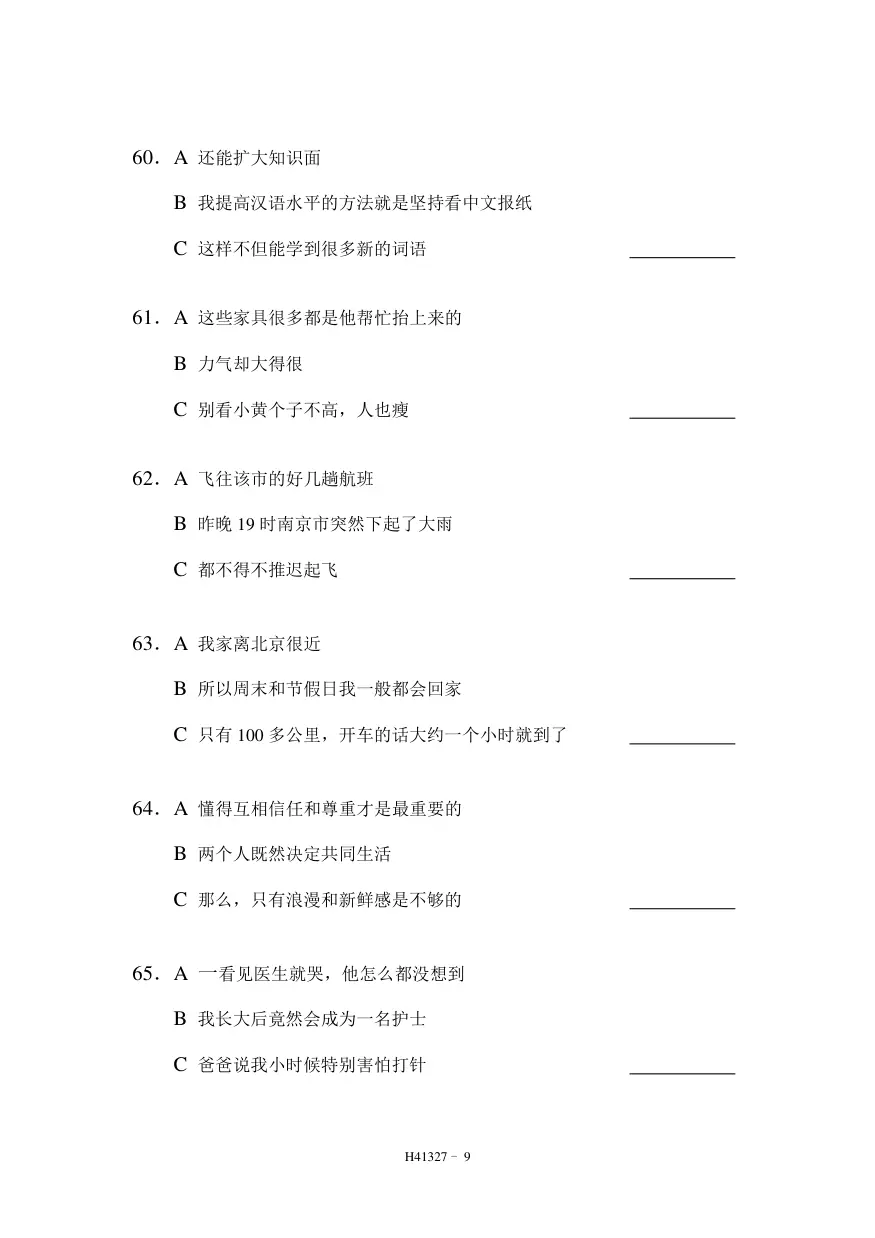 60．A 还能扩大知识面
B 我提高汉语水平的方法就是坚持看中文报纸
C 这样不但能学到很多新的词语
61．A 这些家具很多都是他帮忙抬上来的
B 力气却大得很
C 别看小黄个子不高，人也瘦
62．A 飞往该市的好几趟航班
B 昨晚 19 时南京市突然下起了大雨
C 都不得不推迟起飞
63．A 我家离北京很近
B 所以周末和节假日我一般都会回家
C 只有 100 多公里，开车的话大约一个小时就到了
64．A 懂得互相信任和尊重才是最重要的
B 两个人既然决定共同生活
C 那么，只有浪漫和新鲜感是不够的
65．A 一看见医生就哭，他怎么都没想到
B 我长大后竟然会成为一名护士
C 爸爸说我小时候特别害怕打针
H41327－ 9